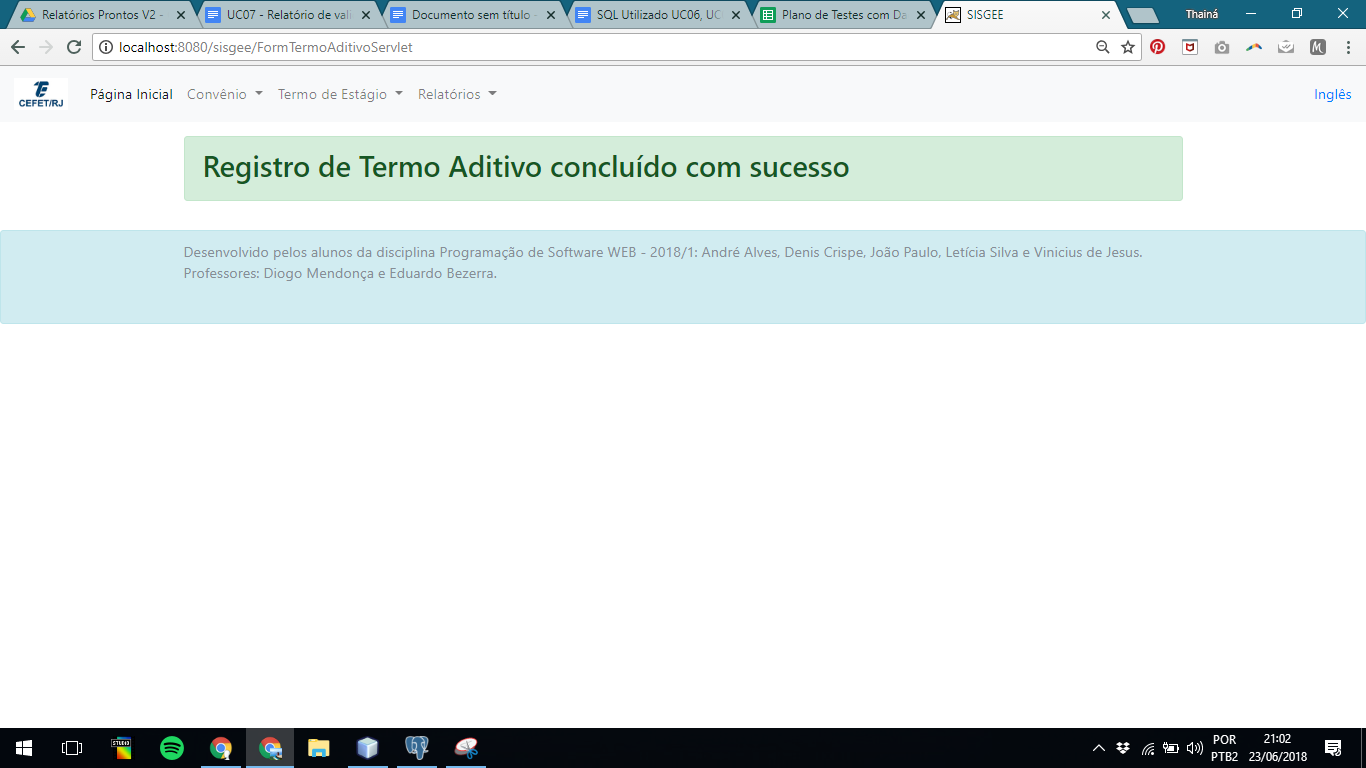 Relatórios Prontos V2 -
UC07 - Relatório de vali
Documento sem título -
SQL Utilizado UC06, UC
Plano de Testes com Da
SISGEE
Thainá
localhost:8080/sisgee/FormTermoAditivoServlet
CEFET/RJ
Página Inicial
Convênio
Termo de Estágio
Relatórios
Inglês
Registro de Termo Aditivo concluído com sucesso
Desenvolvido pelos alunos da disciplina Programação de Software WEB - 2018/1: André Alves, Denis Crispe, João Paulo, Letícia Silva e Vinicius de Jesus.
Professores: Diogo Mendonça e Eduardo Bezerra.
STUDIO
POR
PTB2
21:02
23/06/2018